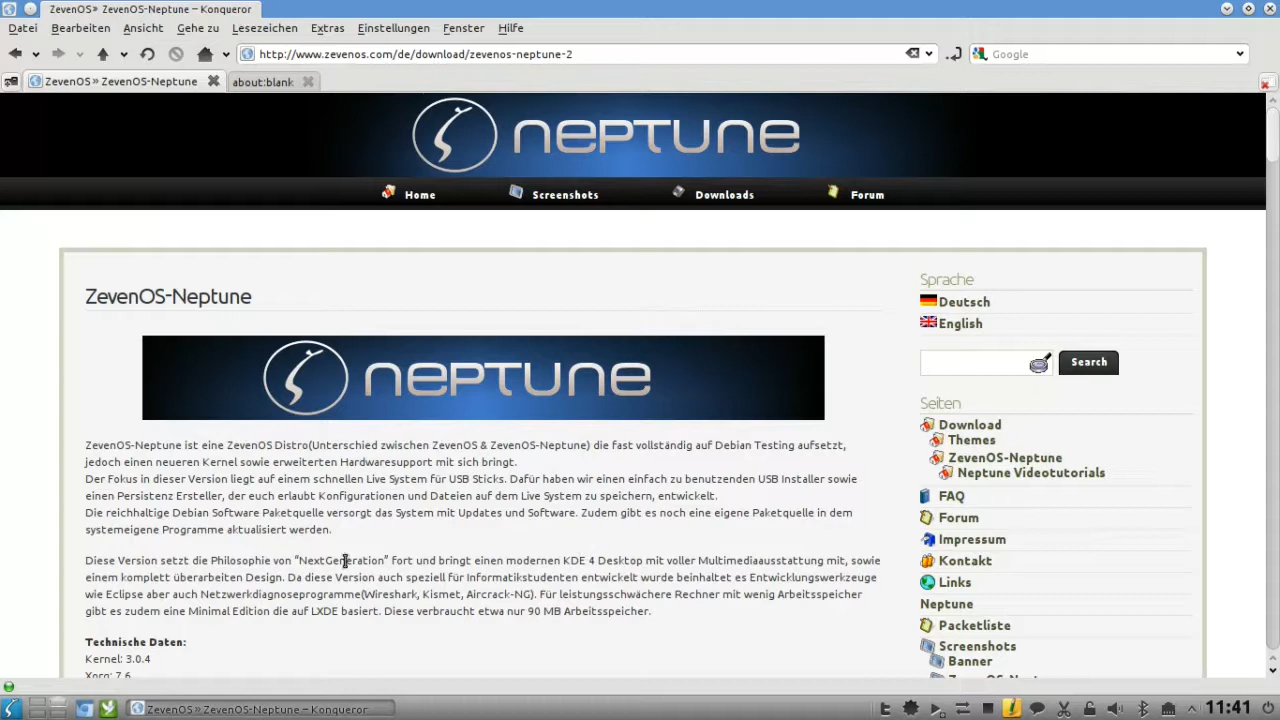 ZevenOS » ZevenOS-Neptune – Konqueror
Datei Bearbeiten Ansicht Gehe zu Lesezeichen Extras Einstellungen Fenster Hilfe
http://www.zevenos.com/de/download/zevenos-neptune-2
Google
ZevenOS » ZevenOS-Neptune
about:blank
NEPTUNE
Home Screenshots Downloads Forum
ZevenOS-Neptune
NEPTUNE
ZevenOS-Neptune ist eine ZevenOS Distro(Unterschied zwischen ZevenOS & ZevenOS-Neptune) die fast vollständig auf Debian Testing aufsetzt,
jedoch einen neueren Kernel sowie erweiterten Hardwaresupport mit sich bringt.
Der Fokus in dieser Version liegt auf einem schnellen Live System für USB Sticks. Dafür haben wir einen einfach zu benutzenden USB Installer sowie
einen Persistenz Ersteller, der euch erlaubt Konfigurationen und Dateien auf dem Live System zu speichern, entwickelt.
Die reichhaltige Debian Software Paketquelle versorgt das System mit Updates und Software. Zudem gibt es noch eine eigene Paketquelle in dem
systemeigene Programme aktualisiert werden.
Diese Version setzt die Philosophie von “NextGeneration” fort und bringt einen modernen KDE 4 Desktop mit voller Multimediaausstattung mit, sowie
einem komplett überarbeiten Design. Da diese Version auch speziell für Informatikstudenten entwickelt wurde beinhaltet es Entwicklungswerkzeuge
wie Eclipse aber auch Netzwerkdiagnoseprogramme(Wireshark, Kismet, Aircrack-NG). Für leistungsschwächere Rechner mit wenig Arbeitsspeicher
gibt es zudem eine Minimal Edition die auf LXDE basiert. Diese verbraucht etwa nur 90 MB Arbeitsspeicher.
Technische Daten:
Kernel: 3.0.4
Xorg: 7.6
Sprache
Deutsch
English
Search
Seiten
Download
Themes
ZevenOS-Neptune
Neptune Videotutorials
FAQ
Forum
Impressum
Kontakt
Links
Neptune
Packetliste
Screenshots
Banner
ZevenOS » ZevenOS-Neptune – Konqueror
11:41